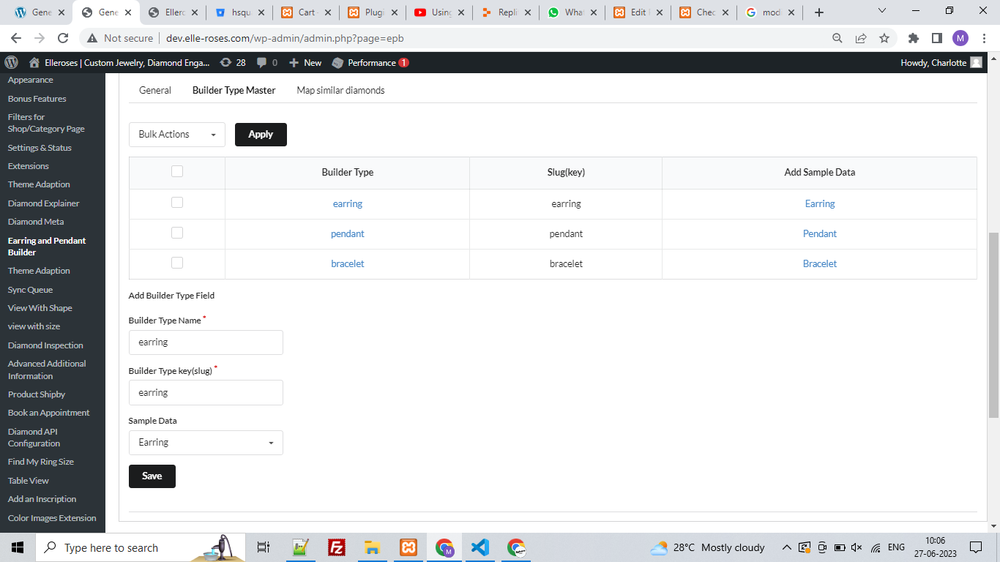 Gene
Gene
Ellerc
hsqu
Cart -
Plugi
Using
Repli
What
Edit
Chec
mod
Not secure
dev.elle-roses.com/wp-admin/admin.php?page=epb
M
Elleroses | Custom Jewelry, Diamond Enga...
28
0
New
Performance
1
Howdy, Charlotte
Appearance
Bonus Features
Filters for
Shop/Category Page
Settings & Status
Extensions
Theme Adaption
Diamond Explainer
Diamond Meta
Earring and Pendant
Builder
Theme Adaption
Sync Queue
View With Shape
view with size
Diamond Inspection
Advanced Additional
Information
Product Shipby
Book an Appointment
Diamond API
Configuration
Find My Ring Size
Table View
Add an Inscription
Color Images Extension
General
Builder Type Master
Map similar diamonds
Bulk Actions
Apply
Builder Type
Slug(key)
Add Sample Data
earring
earring
Earring
pendant
pendant
Pendant
bracelet
bracelet
Bracelet
Add Builder Type Field
Builder Type Name *
earring
Builder Type key(slug) *
earring
Sample Data
Earring
Save
Type here to search
28°C Mostly cloudy
ENG
10:06
27-06-2023